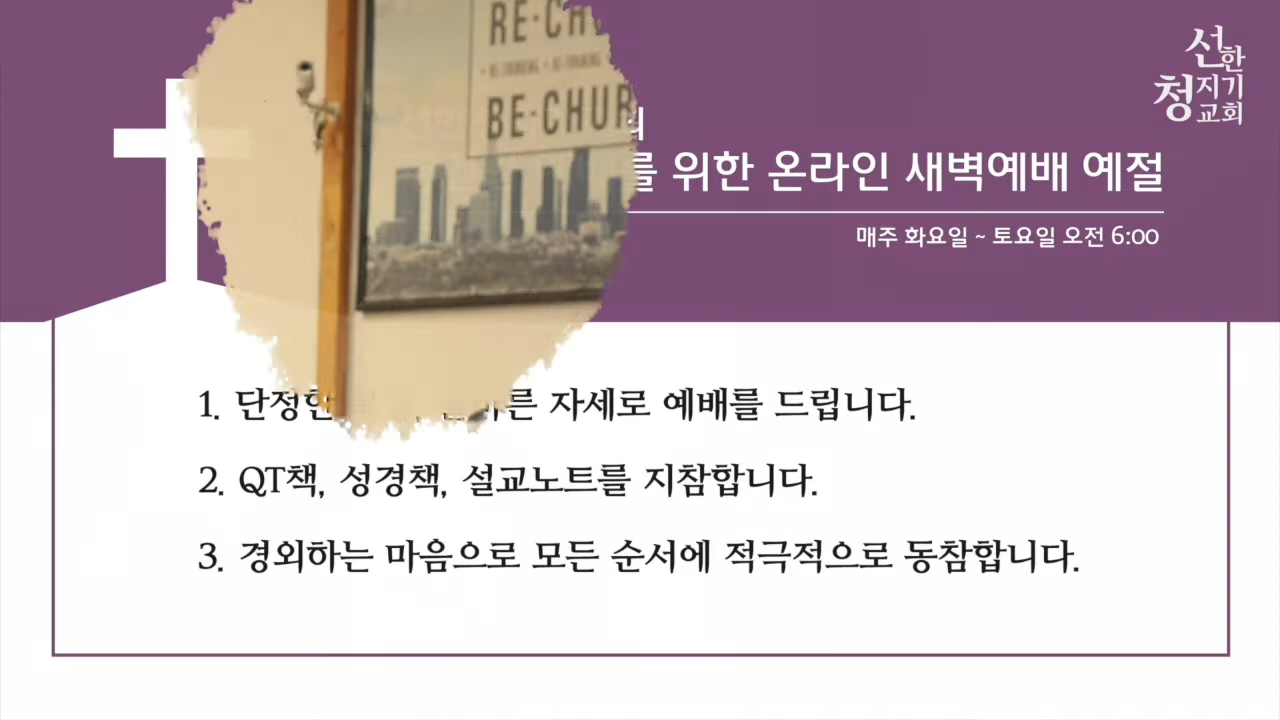 선한
청지기
교회
RE-CHU
BE-CHUR
를 위한 온라인 새벽예배 예절
매주 화요일 ~ 토요일 오전 6:00
1. 단정한 른 자세로 예배를 드립니다.
2. QT책, 성경책, 설교노트를 지참합니다.
3. 경외하는 마음으로 모든 순서에 적극적으로 동참합니다.